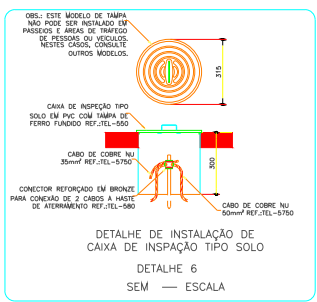 OBS.: ESTE MODELO DE TAMPA
NÃO PODE SER INSTALADO EM
PASSEIOS E ÁREAS DE TRÁFEGO
DE PESSOAS OU VEÍCULOS.
NESTES CASOS, CONSULTE
OUTROS MODELOS.
315
CAIXA DE INSPEÇÃO TIPO
SOLO EM PVC COM TAMPA DE
FERRO FUNDIDO REF.:TEL-550
300
CABO DE COBRE NU
35mm² REF.:TEL-5750
CONECTOR REFORÇADO EM BRONZE
PARA CONEXÃO DE 2 CABOS À HASTE
DE ATERRAMENTO REF.:TEL-580
CABO DE COBRE NU
50mm² REF.:TEL-5750
DETALHE DE INSTALAÇÃO DE
CAIXA DE INSPAÇÃO TIPO SOLO
DETALHE 6
SEM — ESCALA